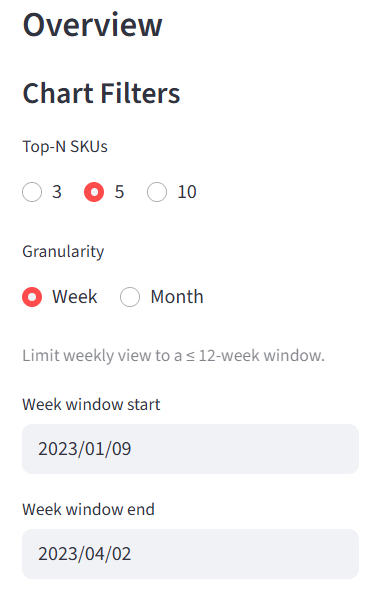 Overview
Chart Filters
Top-N SKUs
3 5 10
Granularity
Week Month
Limit weekly view to a ≤ 12-week window.
Week window start
2023/01/09
Week window end
2023/04/02